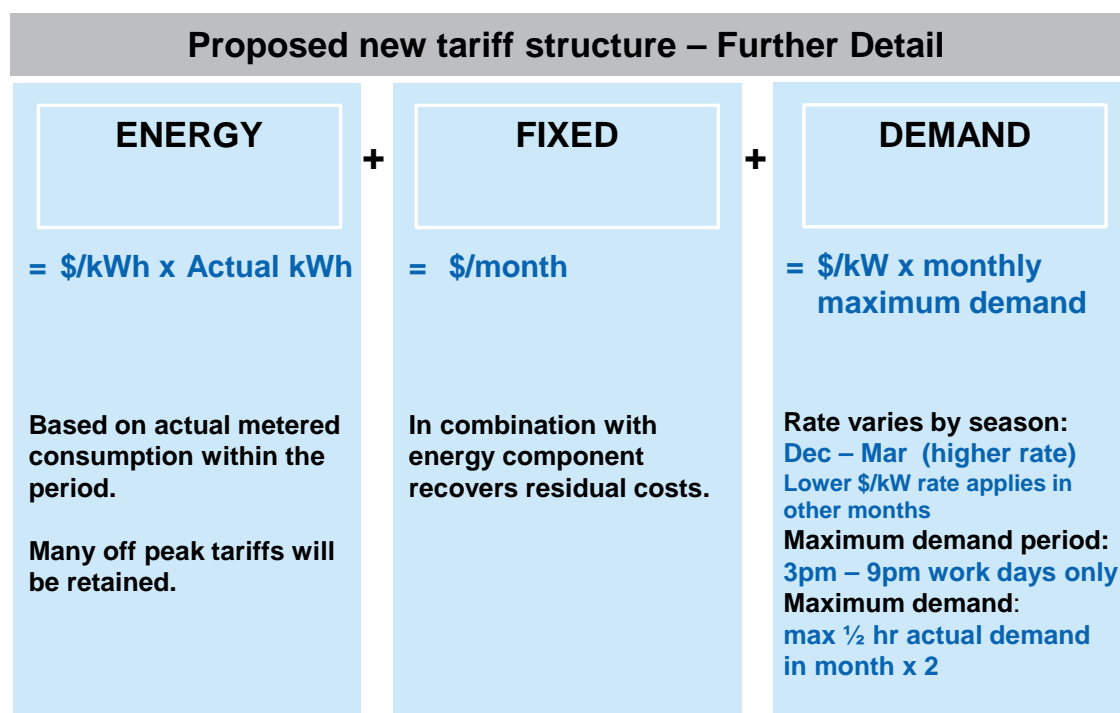 Proposed new tariff structure – Further Detail
ENERGY
+
FIXED
+
DEMAND
= $/kWh x Actual kWh
= $/month
= $/kW x monthly
maximum demand
Based on actual metered
consumption within the
period.
Many off peak tariffs will
be retained.
In combination with
energy component
recovers residual costs.
Rate varies by season:
Dec – Mar (higher rate)
Lower $/kW rate applies in
other months
Maximum demand period:
3pm – 9pm work days only
Maximum demand:
max ½ hr actual demand
in month x 2